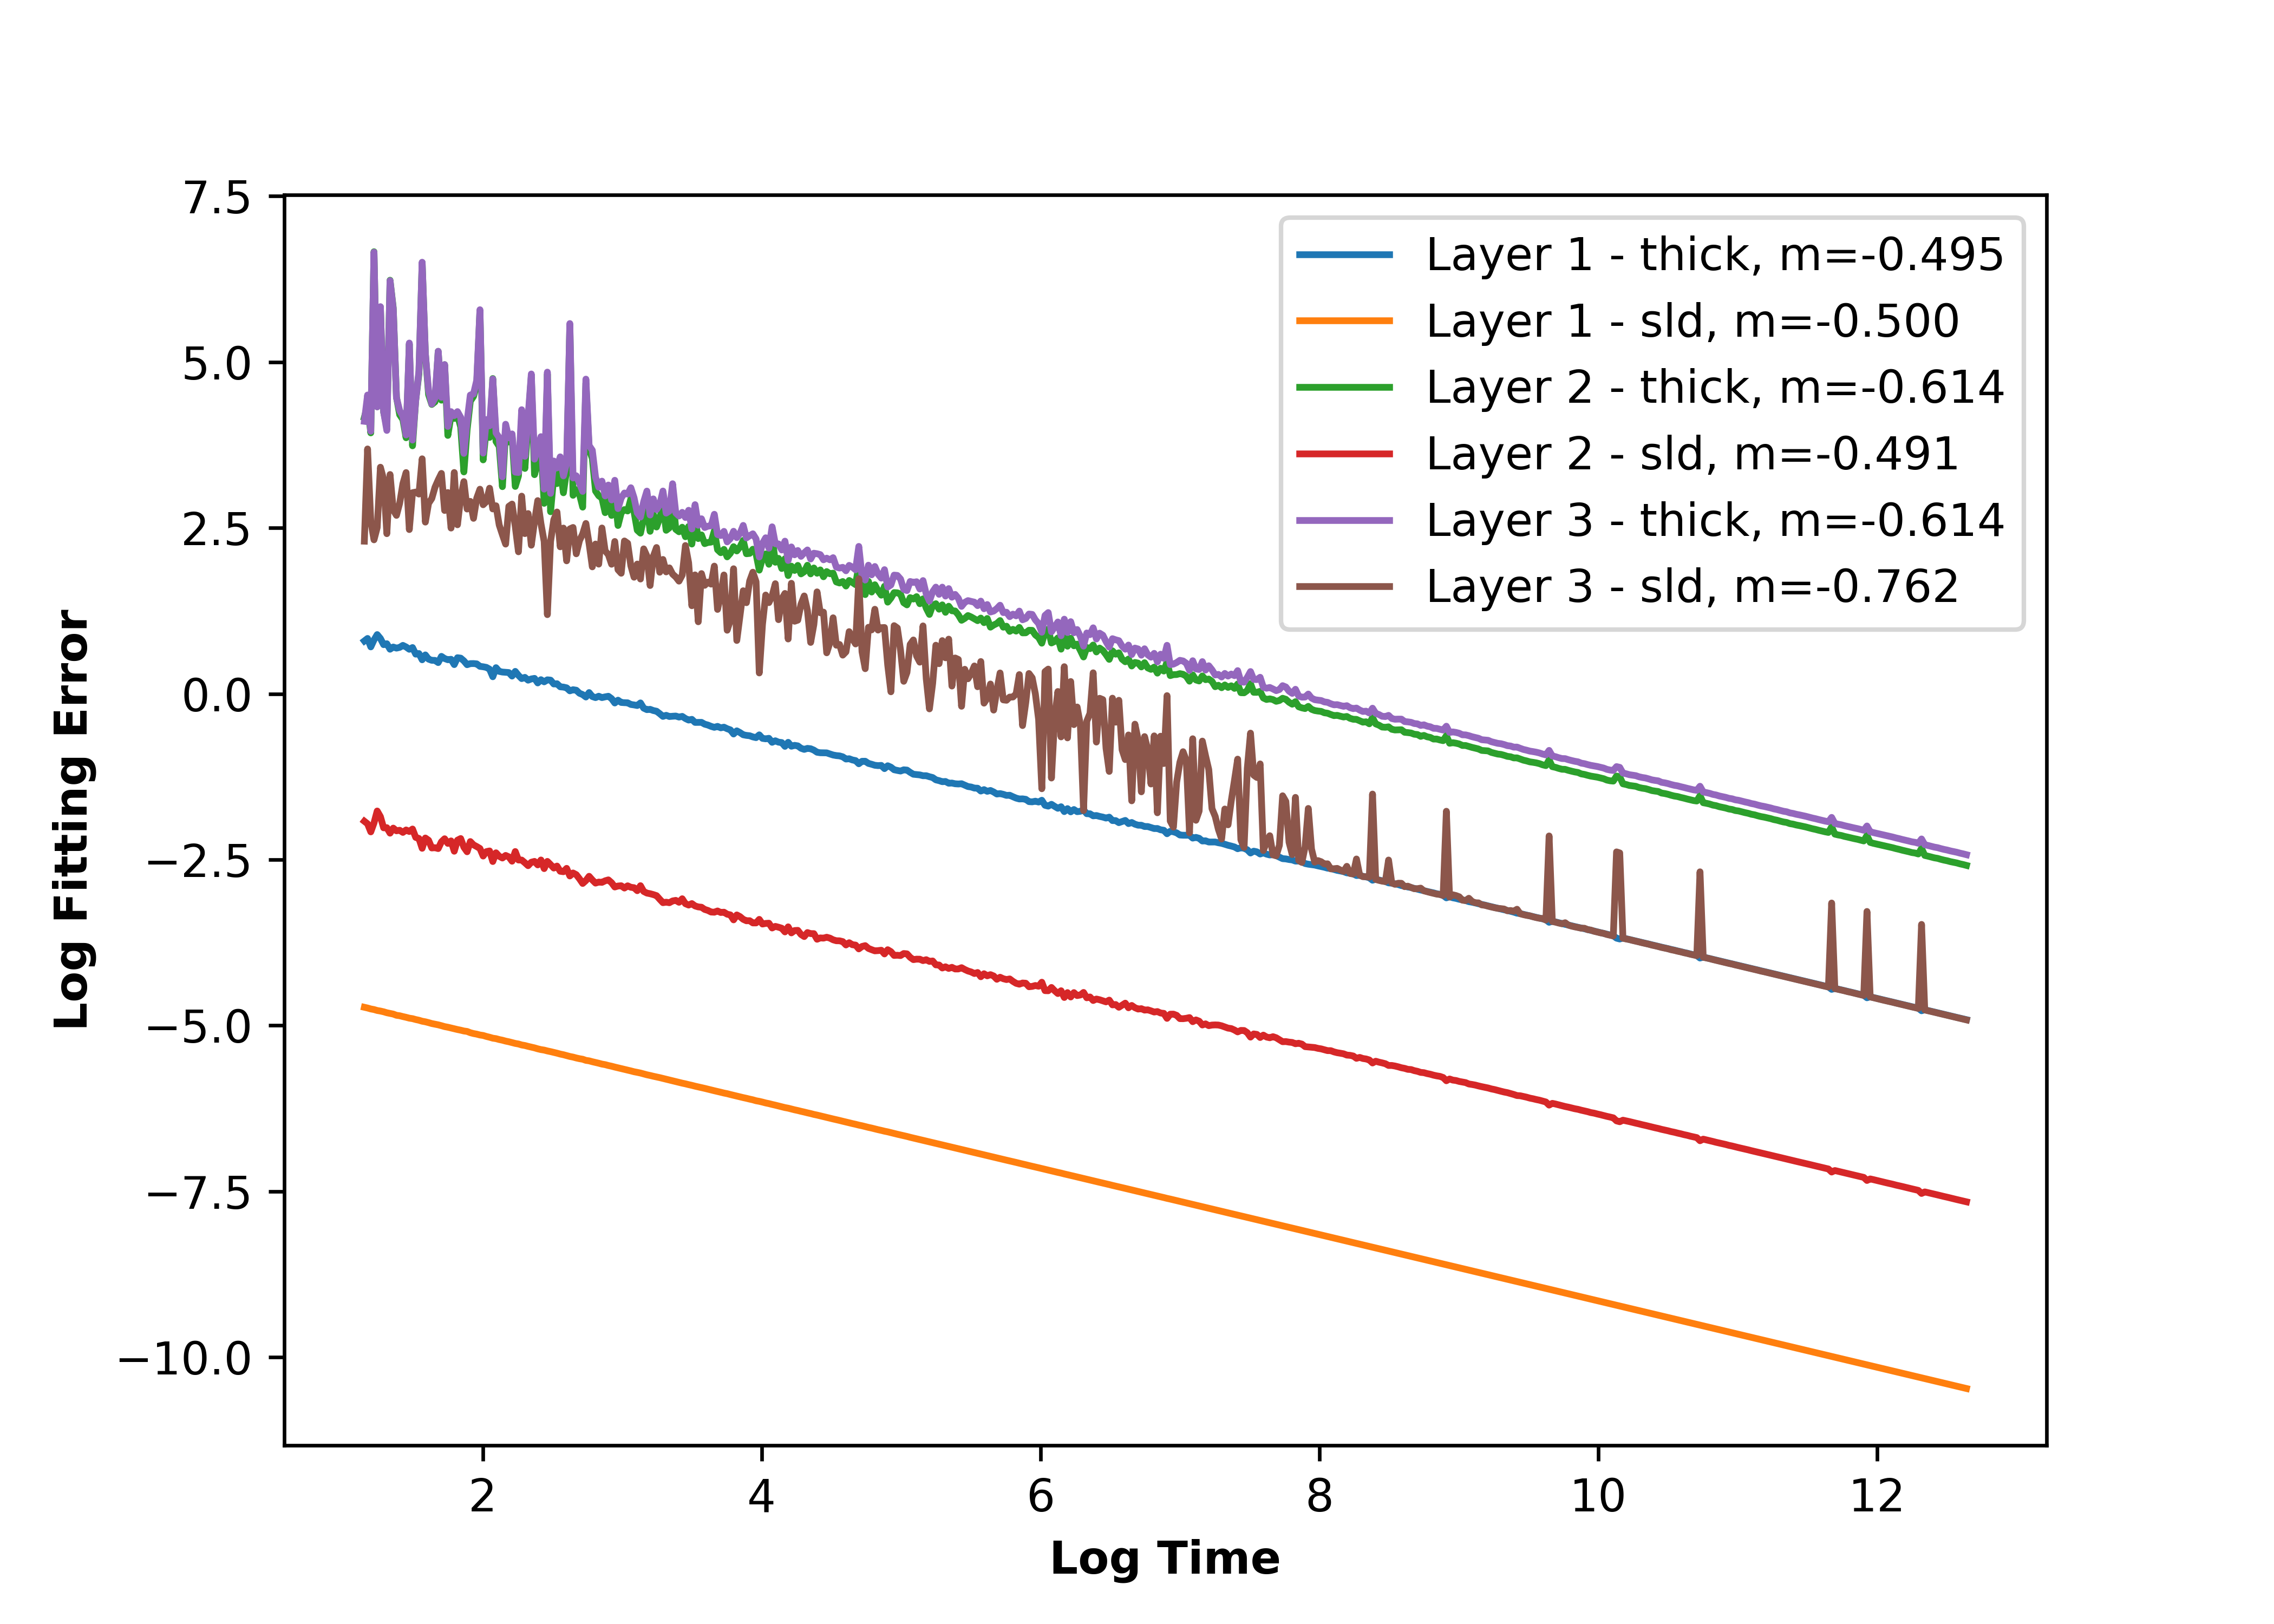 7.5
5.0
2.5
0.0
−2.5
−5.0
−7.5
−10.0
Log Fitting Error
Layer 1 - thick, m=-0.495
Layer 1 - sld, m=-0.500
Layer 2 - thick, m=-0.614
Layer 2 - sld, m=-0.491
Layer 3 - thick, m=-0.614
Layer 3 - sld, m=-0.762
2 4 6 8 10 12
Log Time